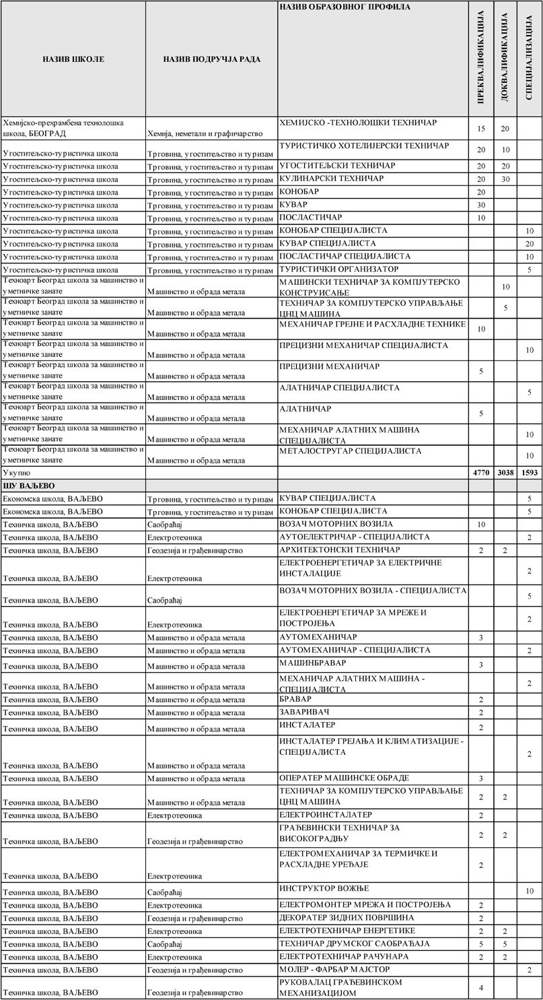 НАЗИВ ШКОЛЕ НАЗИВ ПОДРУЧЈА РАДА НАЗИВ ОБРАЗОВНОГ ПРОФИЛА ПРЕКВАЛИФИКАЦИЈА ДОКВАЛИФИКАЦИЈА СПЕЦИЈАЛИЗАЦИЈА
Хемијско-прехрамбена технолошка
школа, БЕОГРАД Хемија, неметали и графичарство ХЕМИЈСКО -ТЕХНОЛОШКИ ТЕХНИЧАР 15 20
Угоститељско-туристичка школа Трговина, угоститељство и туризам ТУРИСТИЧКО ХОТЕЛИЈЕРСКИ ТЕХНИЧАР 20 10
Угоститељско-туристичка школа Трговина, угоститељство и туризам УГОСТИТЕЉСКИ ТЕХНИЧАР 20 20
Угоститељско-туристичка школа Трговина, угоститељство и туризам КУЛИНАРСКИ ТЕХНИЧАР 20 30
Угоститељско-туристичка школа Трговина, угоститељство и туризам КОНОБАР 20
Угоститељско-туристичка школа Трговина, угоститељство и туризам КУВАР 30
Угоститељско-туристичка школа Трговина, угоститељство и туризам ПОСЛАСТИЧАР 10
Угоститељско-туристичка школа Трговина, угоститељство и туризам КОНОБАР СПЕЦИЈАЛИСТА 10
Угоститељско-туристичка школа Трговина, угоститељство и туризам КУВАР СПЕЦИЈАЛИСТА 20
Угоститељско-туристичка школа Трговина, угоститељство и туризам ПОСЛАСТИЧАР СПЕЦИЈАЛИСТА 10
Угоститељско-туристичка школа Трговина, угоститељство и туризам ТУРИСТИЧКИ ОРГАНИЗАТОР 5
Техноарт Београд школа за машинство и
уметничке занате Машинство и обрада метала МАШИНСКИ ТЕХНИЧАР ЗА КОМПЈУТЕРСКО
КОНСТРУИСАЊЕ 10
Техноарт Београд школа за машинство и
уметничке занате Машинство и обрада метала ТЕХНИЧАР ЗА КОМПЈУТЕРСКО УПРАВЉАЊЕ
ЦНЦ МАШИНА 5
Техноарт Београд школа за машинство и
уметничке занате Машинство и обрада метала МЕХАНИЧАР ГРЕЈНЕ И РАСХЛАДНЕ ТЕХНИКЕ 10
Техноарт Београд школа за машинство и
уметничке занате Машинство и обрада метала ПРЕЦИЗНИ МЕХАНИЧАР СПЕЦИЈАЛИСТА 10
Техноарт Београд школа за машинство и
уметничке занате Машинство и обрада метала ПРЕЦИЗНИ МЕХАНИЧАР 5
Техноарт Београд школа за машинство и
уметничке занате Машинство и обрада метала АЛАТНИЧАР СПЕЦИЈАЛИСТА 5
Техноарт Београд школа за машинство и
уметничке занате Машинство и обрада метала АЛАТНИЧАР 5
Техноарт Београд школа за машинство и
уметничке занате Машинство и обрада метала МЕХАНИЧАР АЛАТНИХ МАШИНА
СПЕЦИЈАЛИСТА 10
Техноарт Београд школа за машинство и
уметничке занате Машинство и обрада метала МЕТАЛОСТРУГАР СПЕЦИЈАЛИСТА 10
Укупно 4770 3038 1593
ШУ ВАЉЕВО
Економска школа, ВАЉЕВО Трговина, угоститељство и туризам КУВАР СПЕЦИЈАЛИСТА 5
Економска школа, ВАЉЕВО Трговина, угоститељство и туризам КОНОБАР СПЕЦИЈАЛИСТА 5
Техничка школа, ВАЉЕВО Саобраћај ВОЗАЧ МОТОРНИХ ВОЗИЛА 10
Техничка школа, ВАЉЕВО Електротехника АУТОЕЛЕКТРИЧАР - СПЕЦИЈАЛИСТА 2
Техничка школа, ВАЉЕВО Геодезија и грађевинарство АРХИТЕКТОНСКИ ТЕХНИЧАР 2 2
Техничка школа, ВАЉЕВО Електротехника ЕЛЕКТРОЕНЕРГЕТИЧАР ЗА ЕЛЕКТРИЧНЕ
ИНСТАЛАЦИЈЕ 2
Техничка школа, ВАЉЕВО Саобраћај ВОЗАЧ МОТОРНИХ ВОЗИЛА - СПЕЦИЈАЛИСТА 5
Техничка школа, ВАЉЕВО Електротехника ЕЛЕКТРОЕНЕРГЕТИЧАР ЗА МРЕЖЕ И
ПОСТРОЈЕЊА 2
Техничка школа, ВАЉЕВО Машинство и обрада метала АУТОМЕХАНИЧАР 3
Техничка школа, ВАЉЕВО Машинство и обрада метала АУТОМЕХАНИЧАР - СПЕЦИЈАЛИСТА 2
Техничка школа, ВАЉЕВО Машинство и обрада метала МАШИНБРАВАР 3
Техничка школа, ВАЉЕВО Машинство и обрада метала МЕХАНИЧАР АЛАТНИХ МАШИНА -
СПЕЦИЈАЛИСТА 2
Техничка школа, ВАЉЕВО Машинство и обрада метала БРАВАР 2
Техничка школа, ВАЉЕВО Машинство и обрада метала ЗАВАРИВАЧ 2
Техничка школа, ВАЉЕВО Машинство и обрада метала ИНСТАЛАТЕР 2
Техничка школа, ВАЉЕВО Машинство и обрада метала ИНСТАЛАТЕР ГРЕЈАЊА И КЛИМАТИЗАЦИЈЕ -
СПЕЦИЈАЛИСТА 2
Техничка школа, ВАЉЕВО Машинство и обрада метала ОПЕРАТЕР МАШИНСКЕ ОБРАДЕ 3
Техничка школа, ВАЉЕВО Машинство и обрада метала ТЕХНИЧАР ЗА КОМПЈУТЕРСКО УПРАВЉАЊЕ
ЦНЦ МАШИНА 2 2
Техничка школа, ВАЉЕВО Електротехника ЕЛЕКТРОИНСТАЛАТЕР 2
Техничка школа, ВАЉЕВО Геодезија и грађевинарство ГРАЂЕВИНСКИ ТЕХНИЧАР ЗА
ВИСОКОГРАДЊУ 2 2
Техничка школа, ВАЉЕВО Електротехника ЕЛЕКТРОМЕХАНИЧАР ЗА ТЕРМИЧКЕ И
РАСХЛАДНЕ УРЕЂАЈЕ 2
Техничка школа, ВАЉЕВО Саобраћај ИНСТРУКТОР ВОЖЊЕ 10
Техничка школа, ВАЉЕВО Електротехника ЕЛЕКТРОМОНТЕР МРЕЖА И ПОСТРОЈЕЊА 2
Техничка школа, ВАЉЕВО Геодезија и грађевинарство ДЕКОРАТЕР ЗИДНИХ ПОВРШИНА 2
Техничка школа, ВАЉЕВО Електротехника ЕЛЕКТРОТЕХНИЧАР ЕНЕРГЕТИКЕ 2 2
Техничка школа, ВАЉЕВО Саобраћај ТЕХНИЧАР ДРУМСКОГ САОБРАЋАЈА 5 5
Техничка школа, ВАЉЕВО Електротехника ЕЛЕКТРОТЕХНИЧАР РАЧУНАРА 2 2
Техничка школа, ВАЉЕВО Геодезија и грађевинарство МОЛЕР - ФАРБАР МАЈСТОР 2
Техничка школа, ВАЉЕВО Геодезија и грађевинарство РУКОВАЛАЦ ГРАЂЕВИНСКОМ
МЕХАНИЗАЦИЈОМ 4